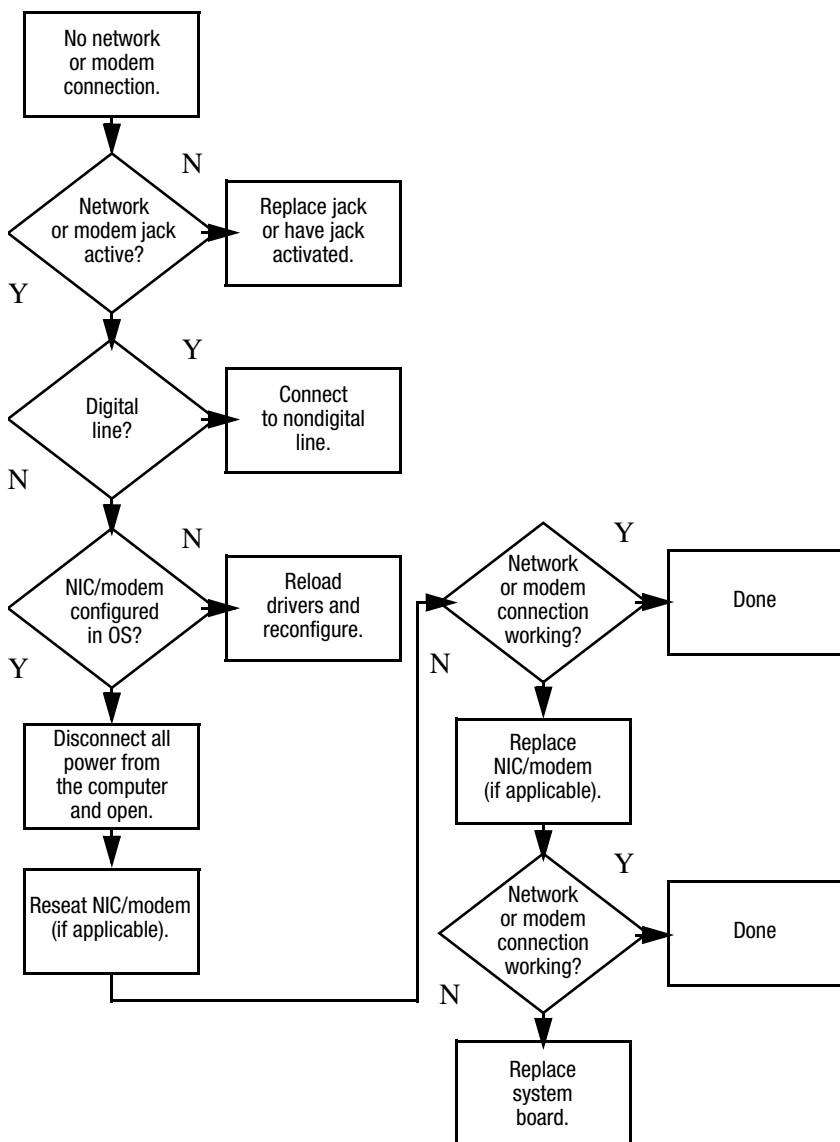 No network
or modem
connection.
N
Network
or modem jack
active?
Replace jack
or have jack
activated.
Y
Y
Digital
line?
Connect
to nondigital
line.
N
N
NIC/modem
configured
in OS?
Reload
drivers and
reconfigure.
Y
Disconnect all
power from
the computer
and open.
Reseat NIC/modem
(if applicable).
Y
Network
or modem
connection
working?
Done
N
Replace
NIC/modem
(if applicable).
Y
Network
or modem
connection
working?
Done
N
Replace
system
board.